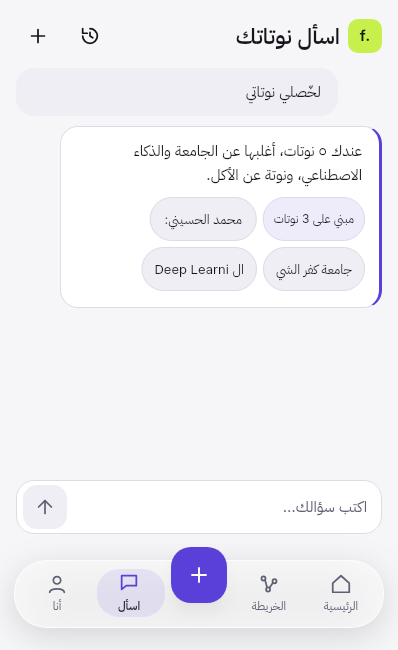 f.
اسأل نوتاتك
لخّصلي نوتاتي
عندك ٥ نوتات، أغلبها عن الجامعة والذكاء
الاصطناعي، ونوتة عن الأكل.
مبني على 3 نوتات
محمد الحسيني:
جامعة كفر الشي
ال Deep Learni
اكتب سؤالك...
الرئيسية
الخريطة
اسأل
أنا